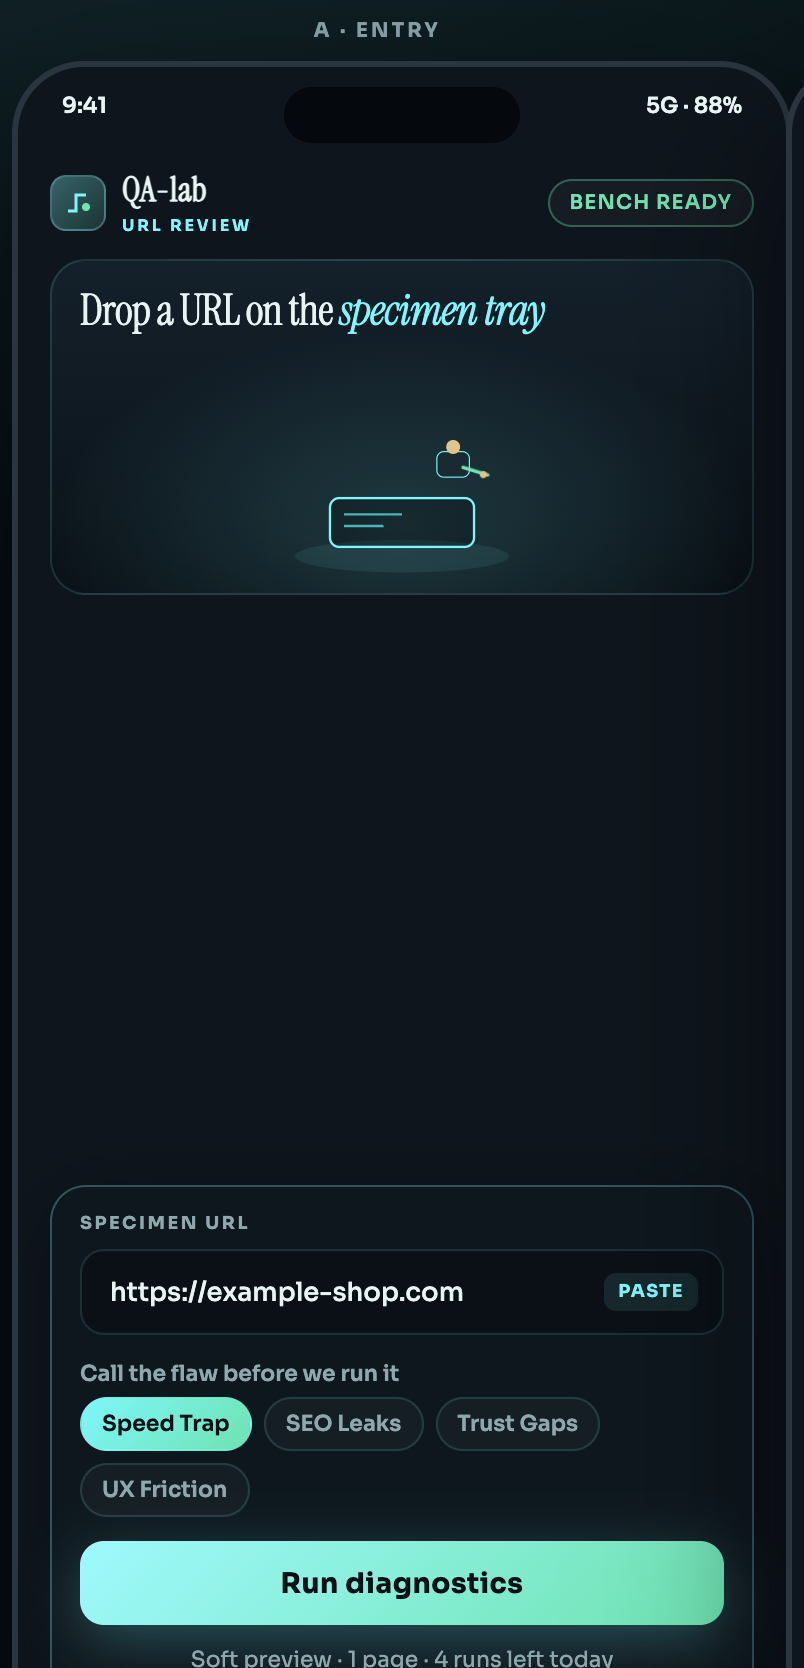 A · ENTRY
9:41
5G · 88%
QA-lab
URL REVIEW
BENCH READY
Drop a URL on the specimen tray
SPECIMEN URL
https://example-shop.com
PASTE
Call the flaw before we run it
Speed Trap
SEO Leaks
Trust Gaps
UX Friction
Run diagnostics
Soft preview · 1 page · 4 runs left today